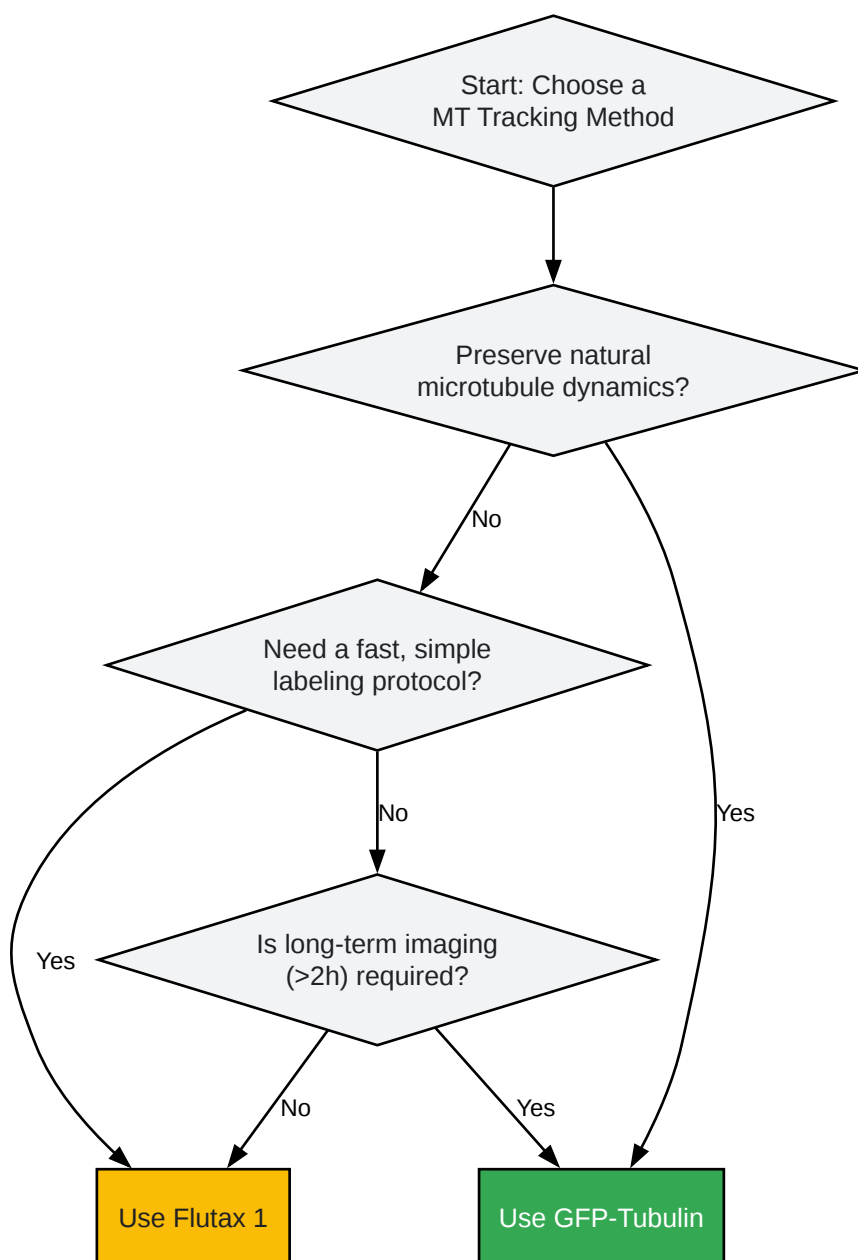 Start: Choose a
MT Tracking Method
Preserve natural
microtubule dynamics?
No
Need a fast, simple
labeling protocol?
No
Yes
Is long-term imaging
(>2h) required?
Yes
No
Yes
Use Flutax 1
Use GFP-Tubulin